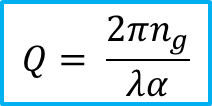 Q = 2πn_g / λα